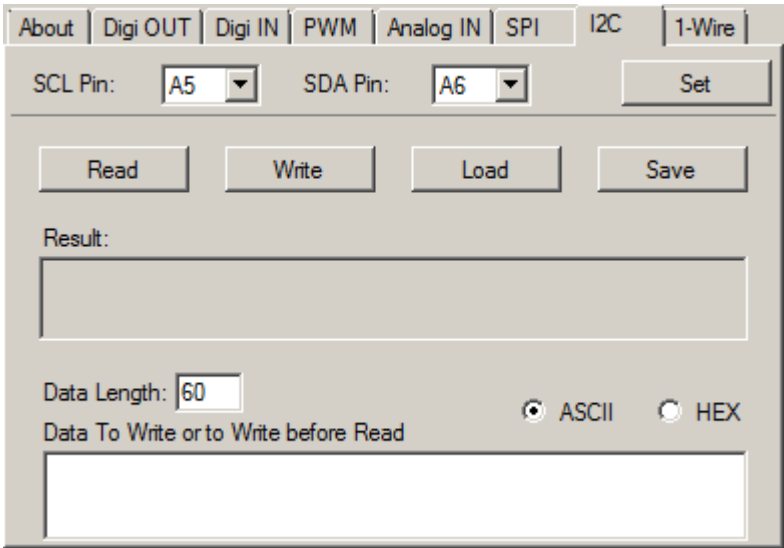 About Digi OUT Digi IN PWM Analog IN SPI I2C 1-Wire
SCL Pin: A5 SDA Pin: A6 Set
Read Write Load Save
Result:
Data Length: 60
ASCII HEX
Data To Write or to Write before Read